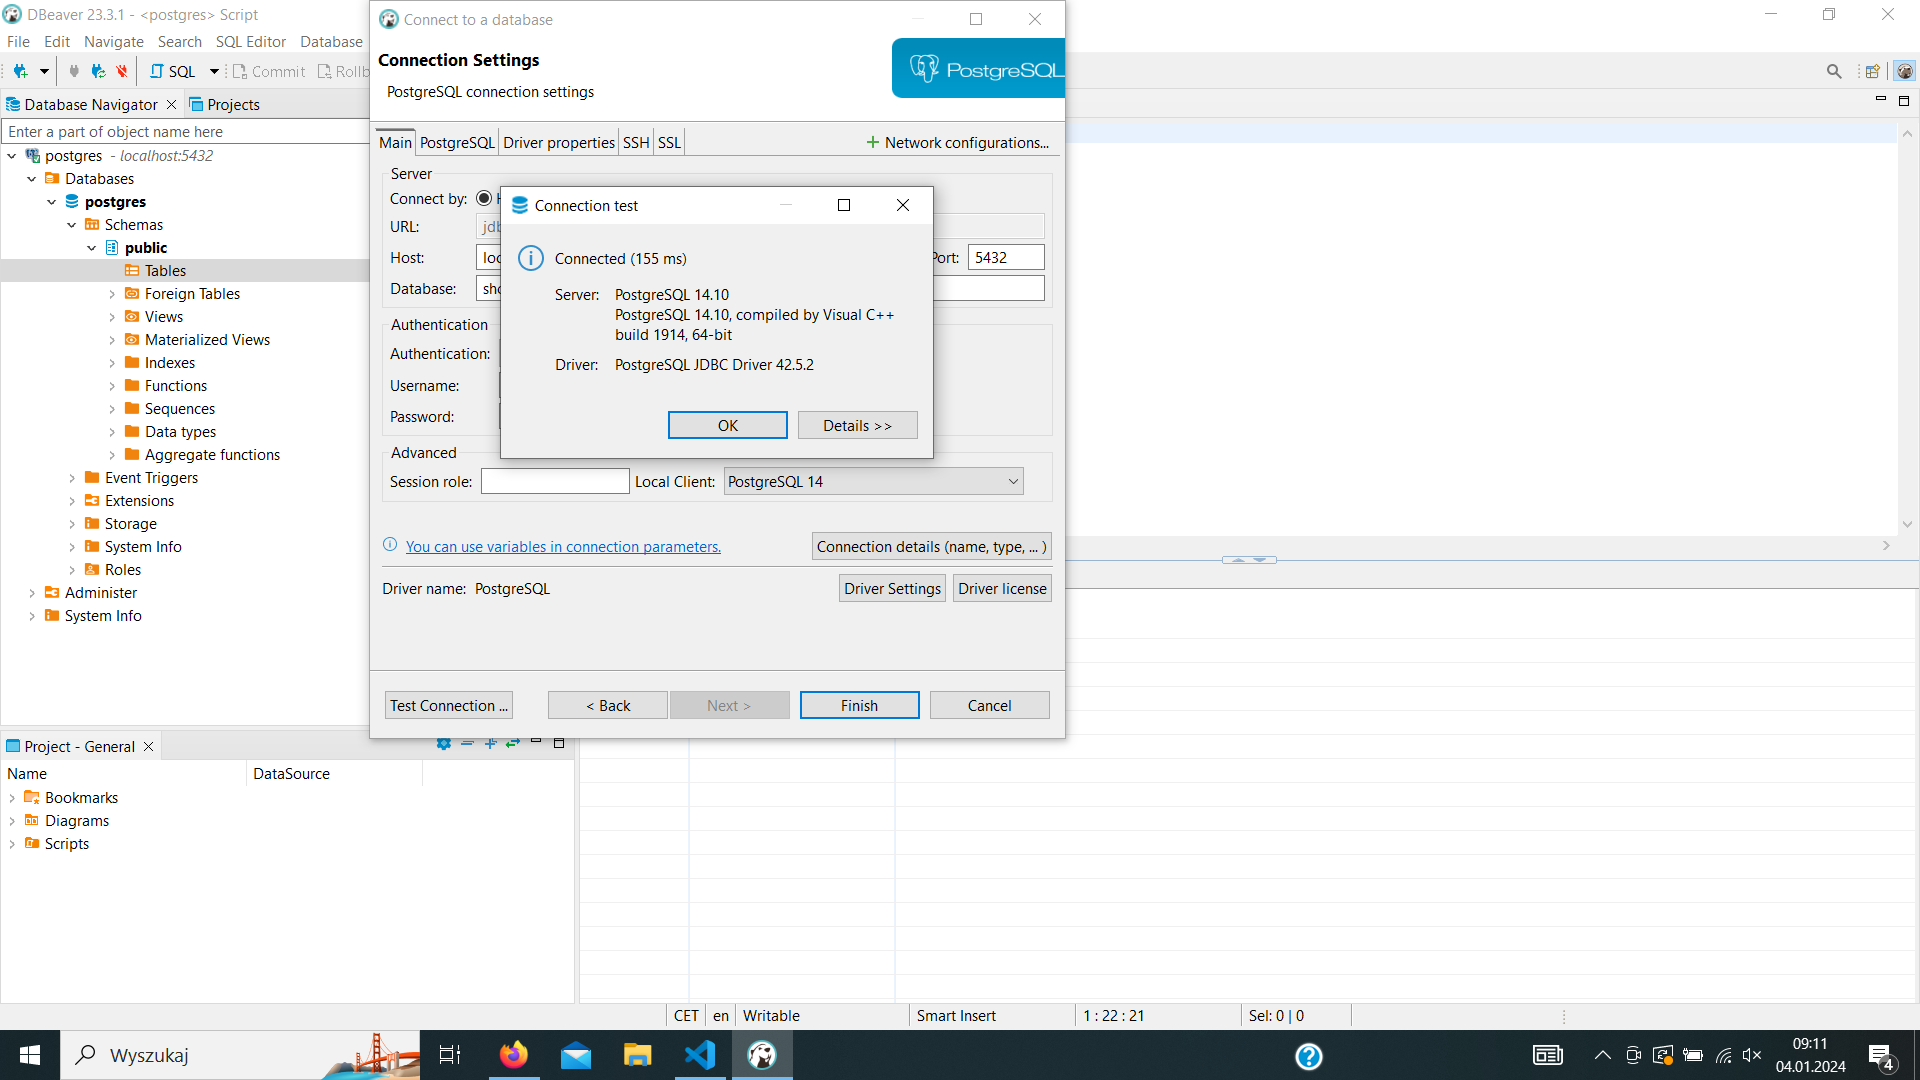 DBeaver 23.3.1 - <postgres> Script
File Edit Navigate Search SQL Editor Database
SQL Commit
Database Navigator Projects
Enter a part of object name here
postgres - localhost:5432
Databases
postgres
Schemas
public
Tables
Foreign Tables
Views
Materialized Views
Indexes
Functions
Sequences
Data types
Aggregate functions
Event Triggers
Extensions
Storage
System Info
Roles
Administer
System Info
Project - General
Name DataSource
Bookmarks
Diagrams
Scripts
Connect to a database
Connection Settings
PostgreSQL connection settings
PostgreSQL
Main PostgreSQL Driver properties SSH SSL Network configurations...
Server
Connect by:
URL:
Host: Port: 5432
Database:
Authentication
Authentication:
Username:
Password:
Connection test
Connected (155 ms)
Server: PostgreSQL 14.10
PostgreSQL 14.10, compiled by Visual C++
build 1914, 64-bit
Driver: PostgreSQL JDBC Driver 42.5.2
OK Details >>
Advanced
Session role: Local Client: PostgreSQL 14
You can use variables in connection parameters.
Connection details (name, type, ... )
Driver name: PostgreSQL Driver Settings Driver license
Test Connection ... < Back Next > Finish Cancel
CET en Writable Smart Insert 1 : 22 : 21 Sel: 0 | 0
Wyszukaj
09:11
04.01.2024
4